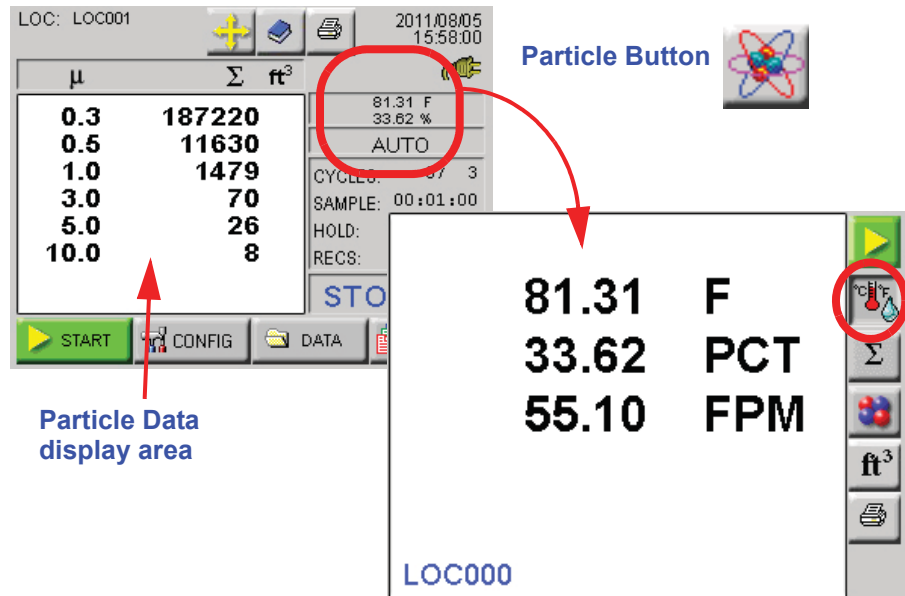 LOC: LOC001
2011/08/05
15:58:00
Particle Button
µ Σ ft³
0.3 187220
0.5 11630
1.0 1479
3.0 70
5.0 26
10.0 8
81.31 F
33.62 %
AUTO
CYCLES: 3
SAMPLE: 00:01:00
HOLD:
RECS:
STO
START
CONFIG
DATA
Particle Data
display area
81.31 F
33.62 PCT
55.10 FPM
LOC000
°C °F
Σ
ft³